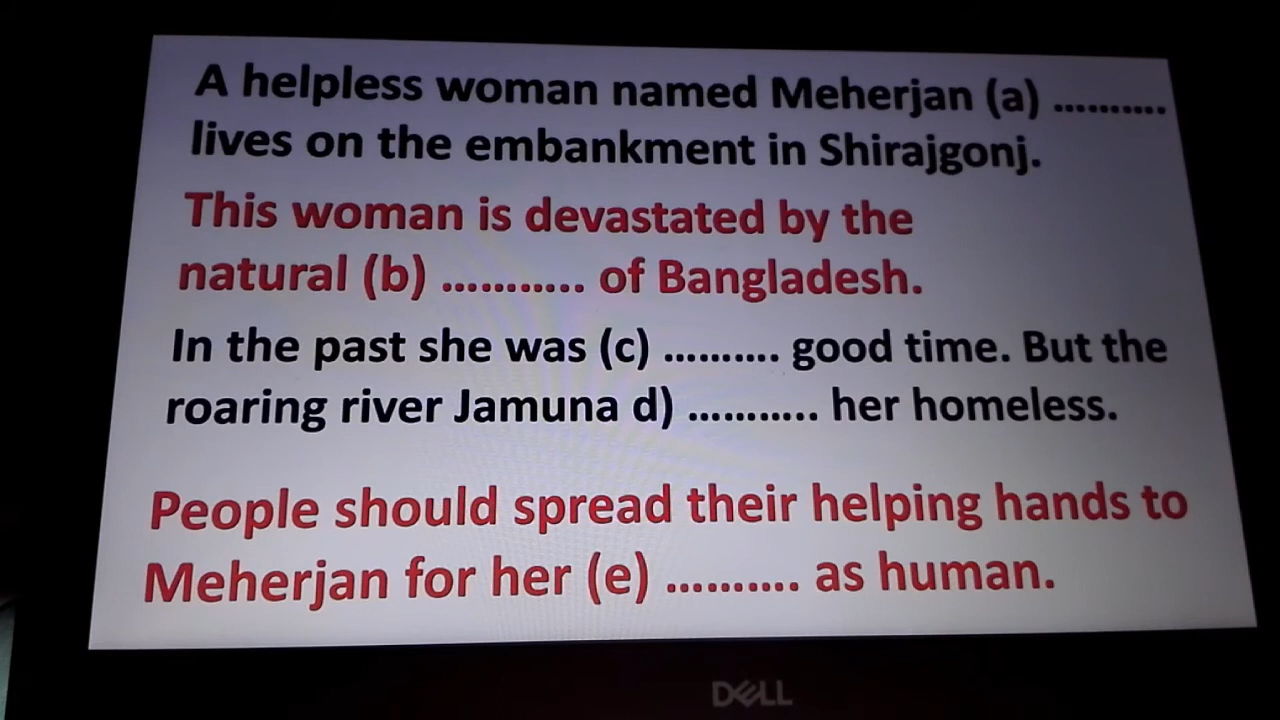 A helpless woman named Meherjan (a) ...........
lives on the embankment in Shirajgonj.
This woman is devastated by the
natural (b) ........... of Bangladesh.
In the past she was (c) .......... good time. But the
roaring river Jamuna d) ........... her homeless.
People should spread their helping hands to
Meherjan for her (e) .......... as human.
DELL